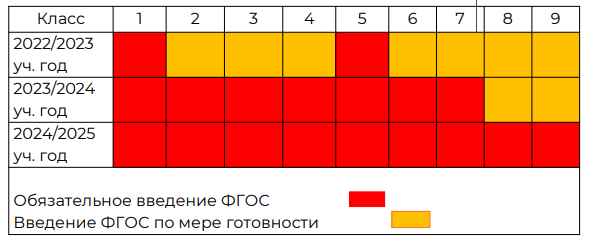 Класс 1 2 3 4 5 6 7 8 9
2022/2023
уч. год
2023/2024
уч. год
2024/2025
уч. год
Обязательное введение ФГОС
Введение ФГОС по мере готовности